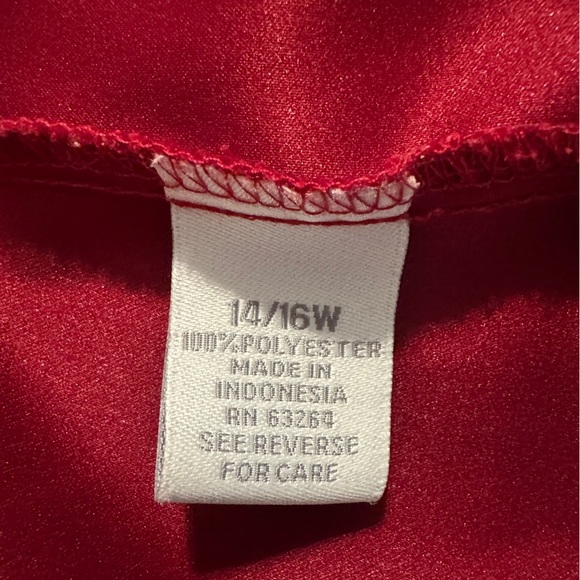 14/16W
100%POLYESTER
MADE IN
INDONESIA
RN 63264
SEE REVERSE
FOR CARE